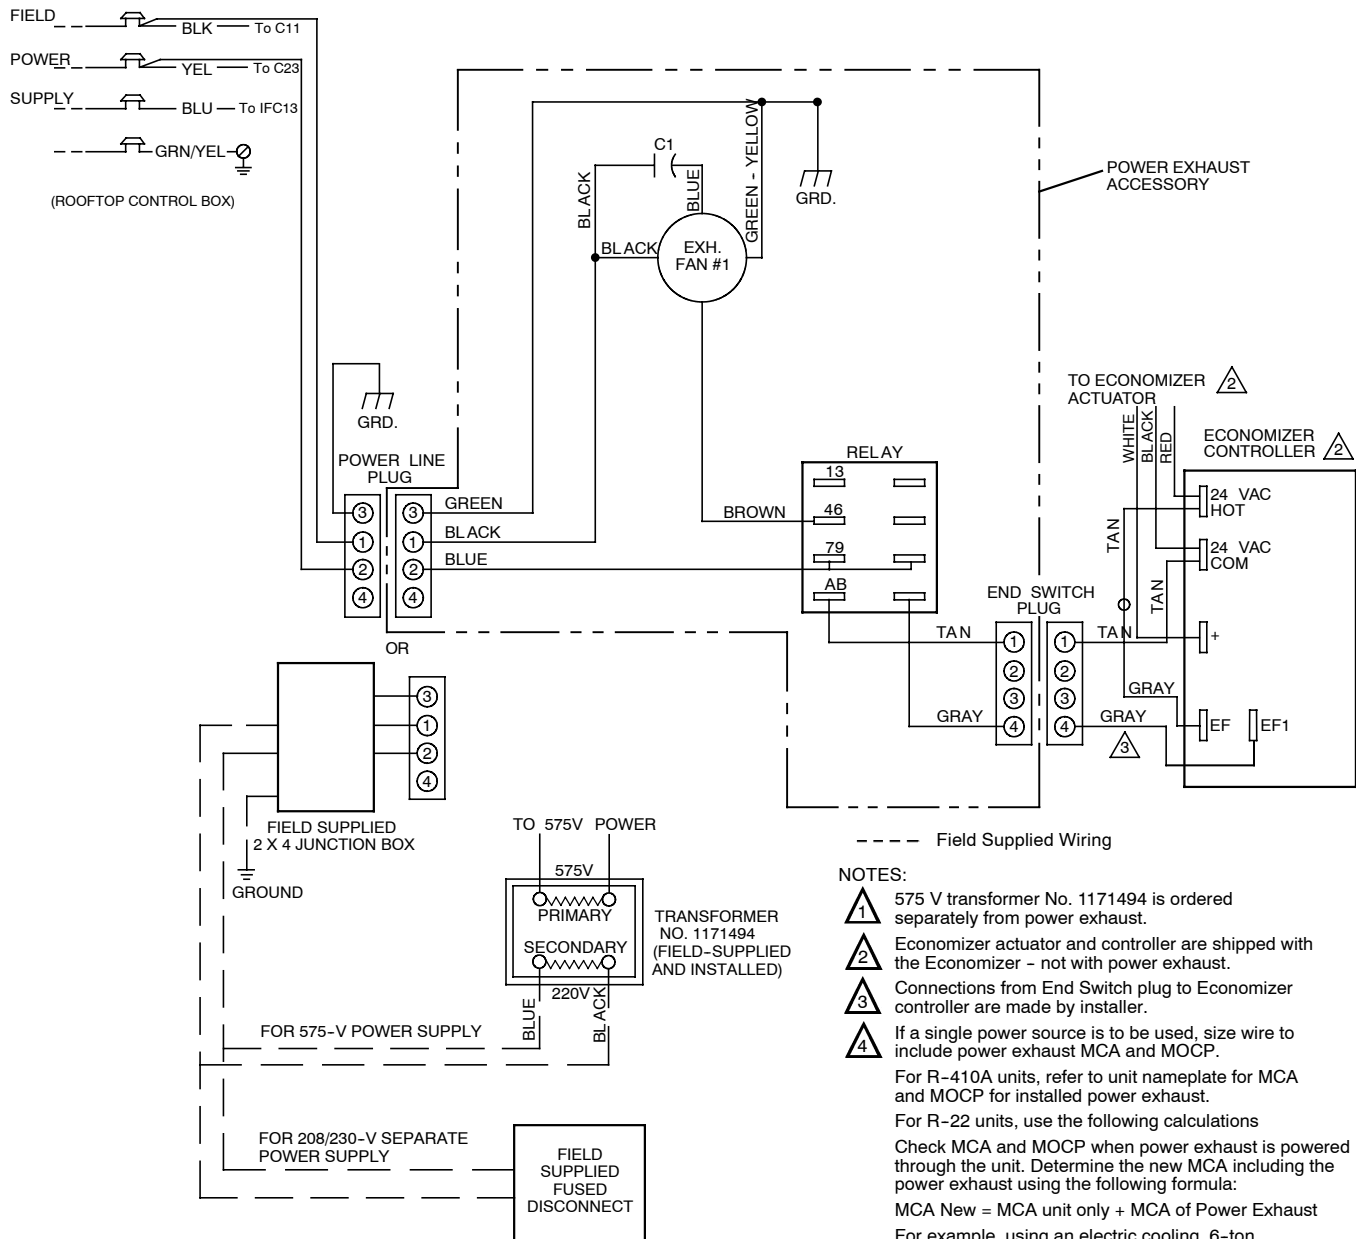 FIELD
BLK
To C11
POWER
YEL
To C23
SUPPLY
BLU
To IFC13
GRN/YEL
(ROOFTOP CONTROL BOX)
C1
BLACK
BLUE
GREEN - YELLOW
GRD.
POWER EXHAUST
ACCESSORY
BLACK
EXH.
FAN #1
GRD.
POWER LINE
PLUG
3
1
2
4
3
1
2
4
GREEN
BLACK
BLUE
BROWN
RELAY
13
46
79
AB
TO ECONOMIZER
ACTUATOR
2
WHITE
BLACK
RED
ECONOMIZER
CONTROLLER
2
24 VAC
HOT
24 VAC
COM
+
EF
EF1
TAN
TAN
END SWITCH
PLUG
TAN
1
2
3
4
1
2
3
4
TAN
GRAY
GRAY
GRAY
3
OR
3
1
2
4
FIELD SUPPLIED
2 X 4 JUNCTION BOX
GROUND
TO 575V POWER
575V
PRIMARY
SECONDARY
220V
BLUE
BLACK
TRANSFORMER
NO. 1171494
(FIELD-SUPPLIED
AND INSTALLED)
FOR 575-V POWER SUPPLY
FOR 208/230-V SEPARATE
POWER SUPPLY
FIELD
SUPPLIED
FUSED
DISCONNECT
Field Supplied Wiring
NOTES:
1 575 V transformer No. 1171494 is ordered
separately from power exhaust.
2 Economizer actuator and controller are shipped with
the Economizer - not with power exhaust.
3 Connections from End Switch plug to Economizer
controller are made by installer.
4 If a single power source is to be used, size wire to
include power exhaust MCA and MOCP.
For R-410A units, refer to unit nameplate for MCA
and MOCP for installed power exhaust.
For R-22 units, use the following calculations
Check MCA and MOCP when power exhaust is powered
through the unit. Determine the new MCA including the
power exhaust using the following formula:
MCA New = MCA unit only + MCA of Power Exhaust
For example, using an electric cooling, 6-ton